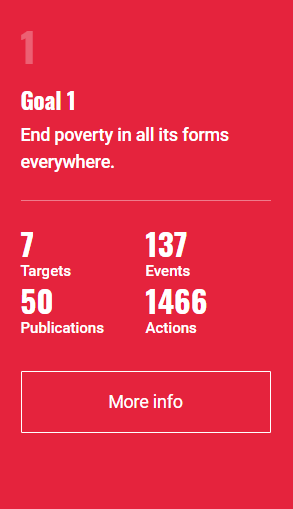 1
Goal 1
End poverty in all its forms
everywhere.
7 137
Targets Events
50 1466
Publications Actions
More info